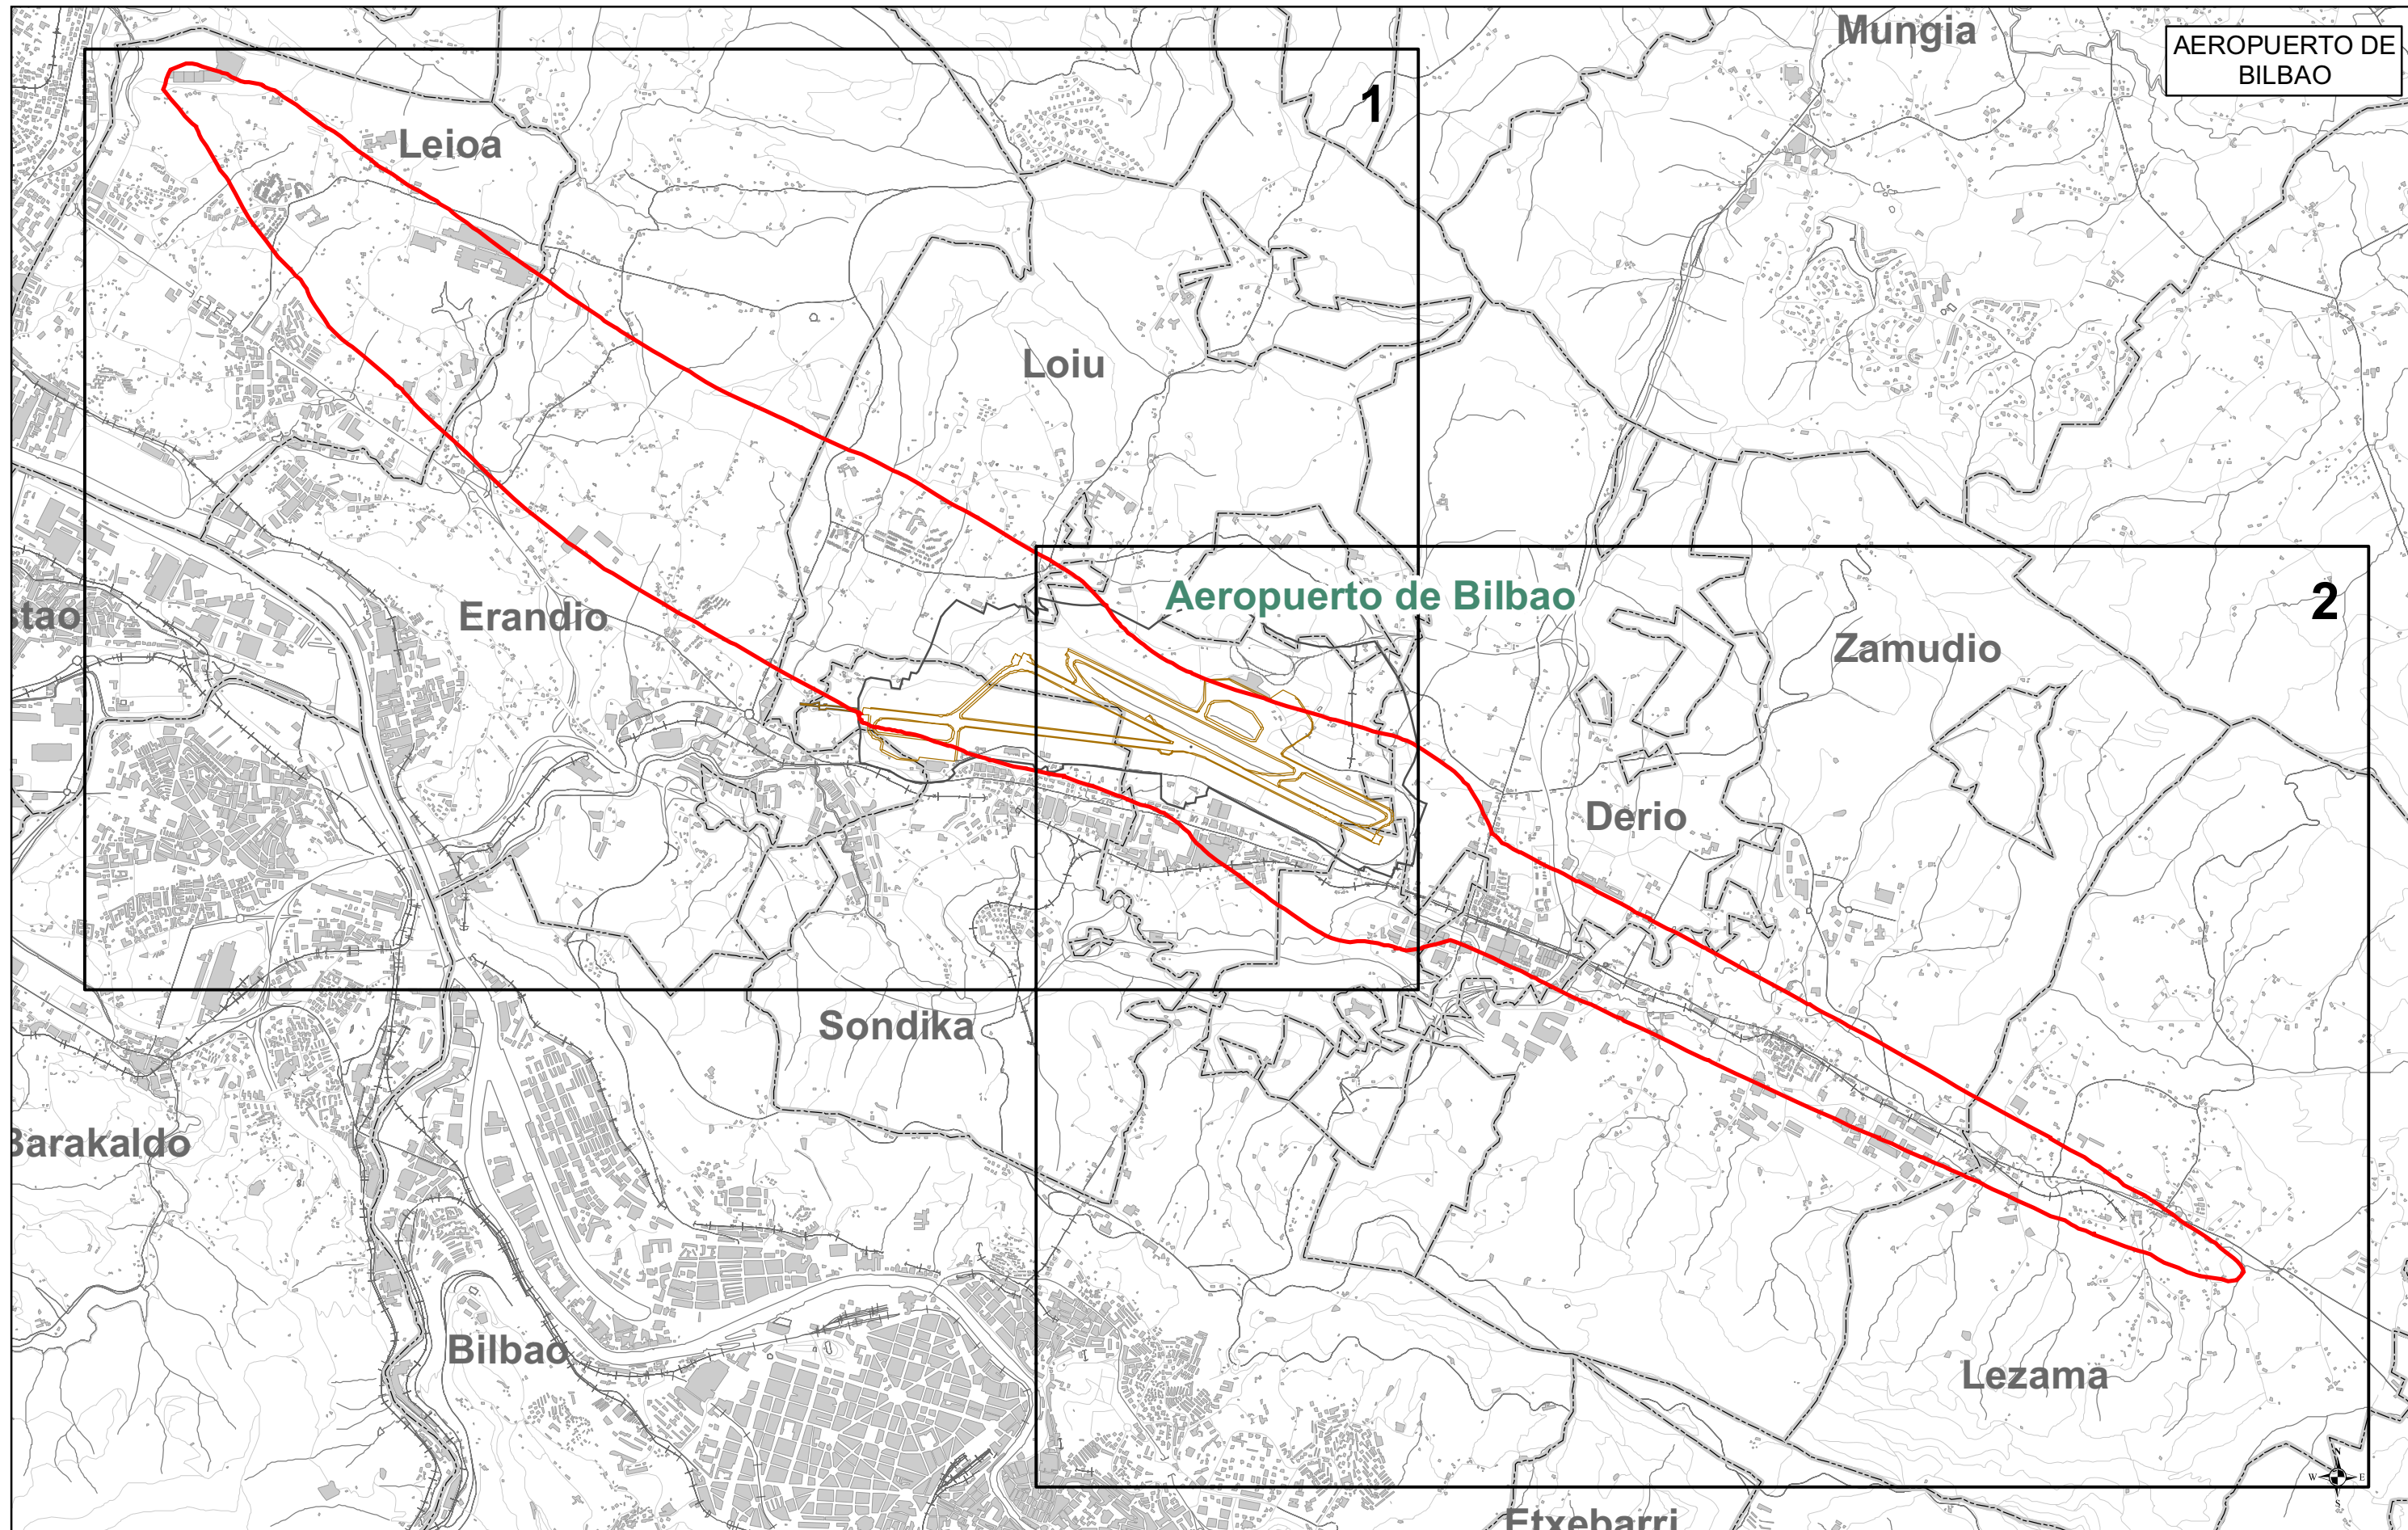 Mungia
AEROPUERTO DE
BILBAO
1
Leioa
Loiu
Aeropuerto de Bilbao
2
stao
Erandio
Zamudio
Derio
Sondika
Barakaldo
Bilbao
Lezama
N
W E
S
Etxebarri